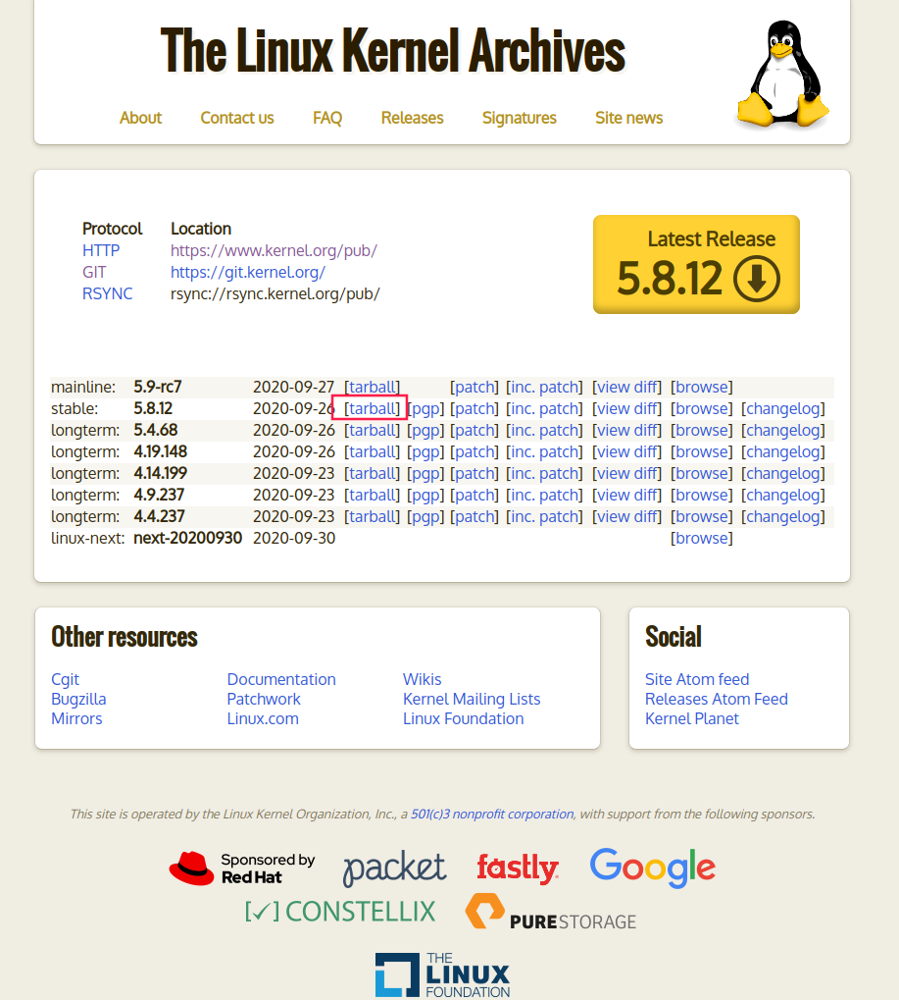 The Linux Kernel Archives
About Contact us FAQ Releases Signatures Site news
Protocol Location
HTTP https://www.kernel.org/pub/
GIT https://git.kernel.org/
RSYNC rsync://rsync.kernel.org/pub/
Latest Release
5.8.12
mainline: 5.9-rc7 2020-09-27 [tarball] [patch] [inc. patch] [view diff] [browse]
stable: 5.8.12 2020-09-26 [tarball] [pgp] [patch] [inc. patch] [view diff] [browse] [changelog]
longterm: 5.4.68 2020-09-26 [tarball] [pgp] [patch] [inc. patch] [view diff] [browse] [changelog]
longterm: 4.19.148 2020-09-26 [tarball] [pgp] [patch] [inc. patch] [view diff] [browse] [changelog]
longterm: 4.14.199 2020-09-23 [tarball] [pgp] [patch] [inc. patch] [view diff] [browse] [changelog]
longterm: 4.9.237 2020-09-23 [tarball] [pgp] [patch] [inc. patch] [view diff] [browse] [changelog]
longterm: 4.4.237 2020-09-23 [tarball] [pgp] [patch] [inc. patch] [view diff] [browse] [changelog]
linux-next: next-20200930 2020-09-30 [browse]
Other resources
Cgit Documentation Wikis
Bugzilla Patchwork Kernel Mailing Lists
Mirrors Linux.com Linux Foundation
Social
Site Atom feed
Releases Atom Feed
Kernel Planet
This site is operated by the Linux Kernel Organization, Inc., a 501(c)3 nonprofit corporation, with support from the following sponsors.
Sponsored by
Red Hat
packet
fastly
Google
[✓] CONSTELLIX
PURESTORAGE
THE
LINUX
FOUNDATION